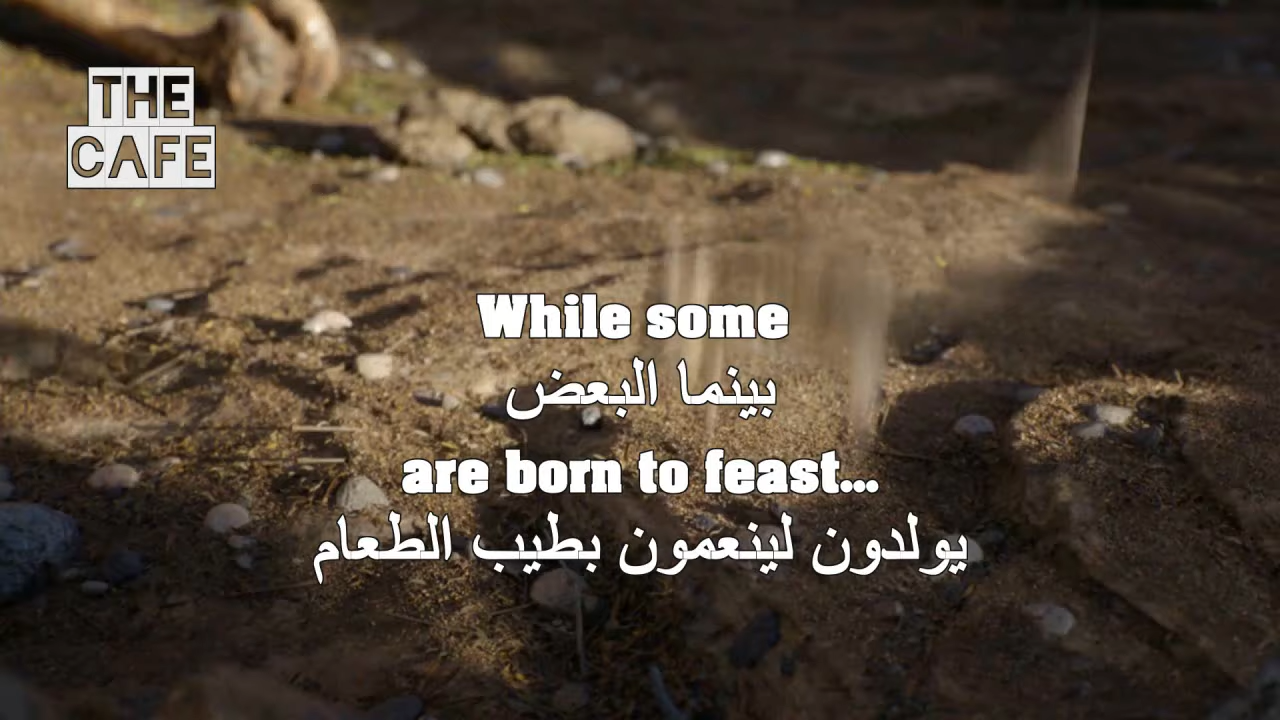 THE
CAFE
While some
بينما البعض
are born to feast...
يولدون لينعمون بطيب الطعام